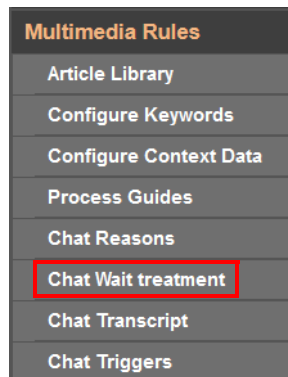 Multimedia Rules
Article Library
Configure Keywords
Configure Context Data
Process Guides
Chat Reasons
Chat Wait treatment
Chat Transcript
Chat Triggers